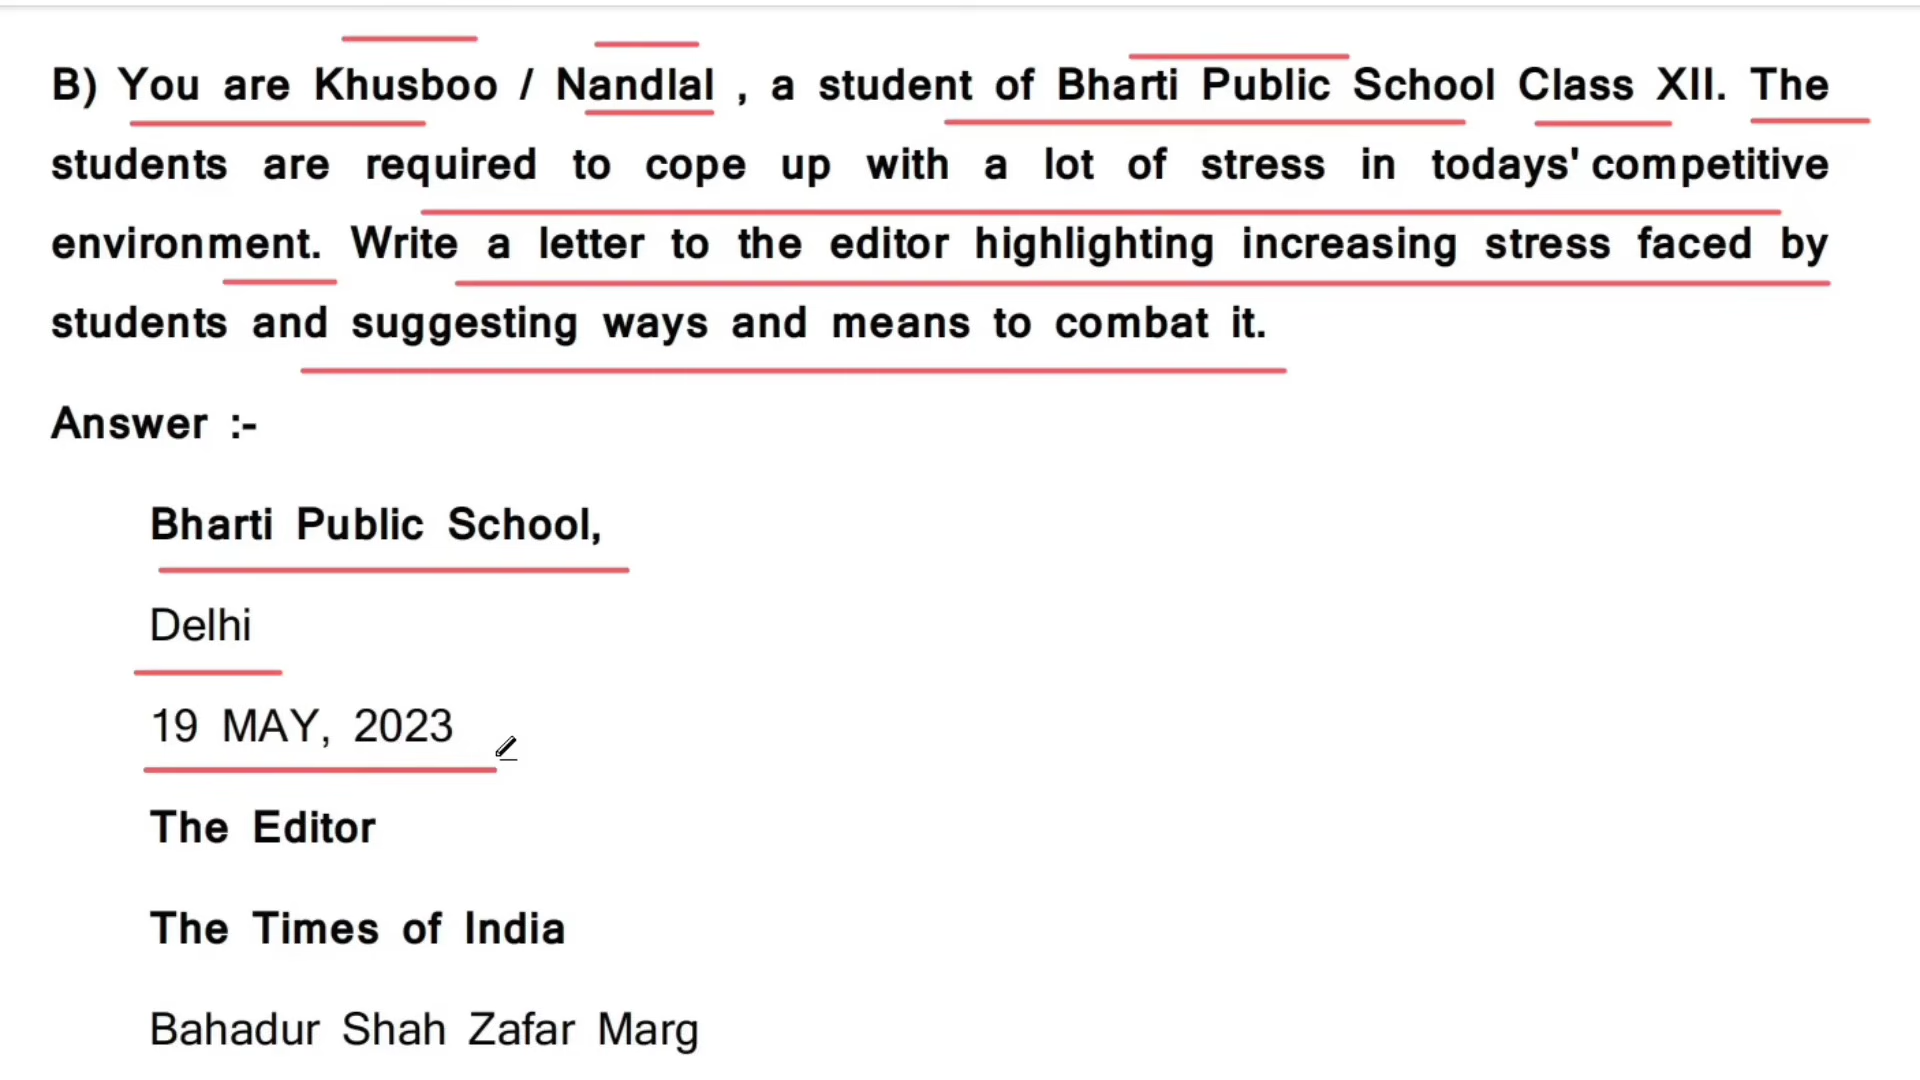 B) You are Khusboo / Nandlal , a student of Bharti Public School Class XII. The
students are required to cope up with a lot of stress in todays' competitive
environment. Write a letter to the editor highlighting increasing stress faced by
students and suggesting ways and means to combat it.
Answer :-
Bharti Public School,
Delhi
19 MAY, 2023
The Editor
The Times of India
Bahadur Shah Zafar Marg